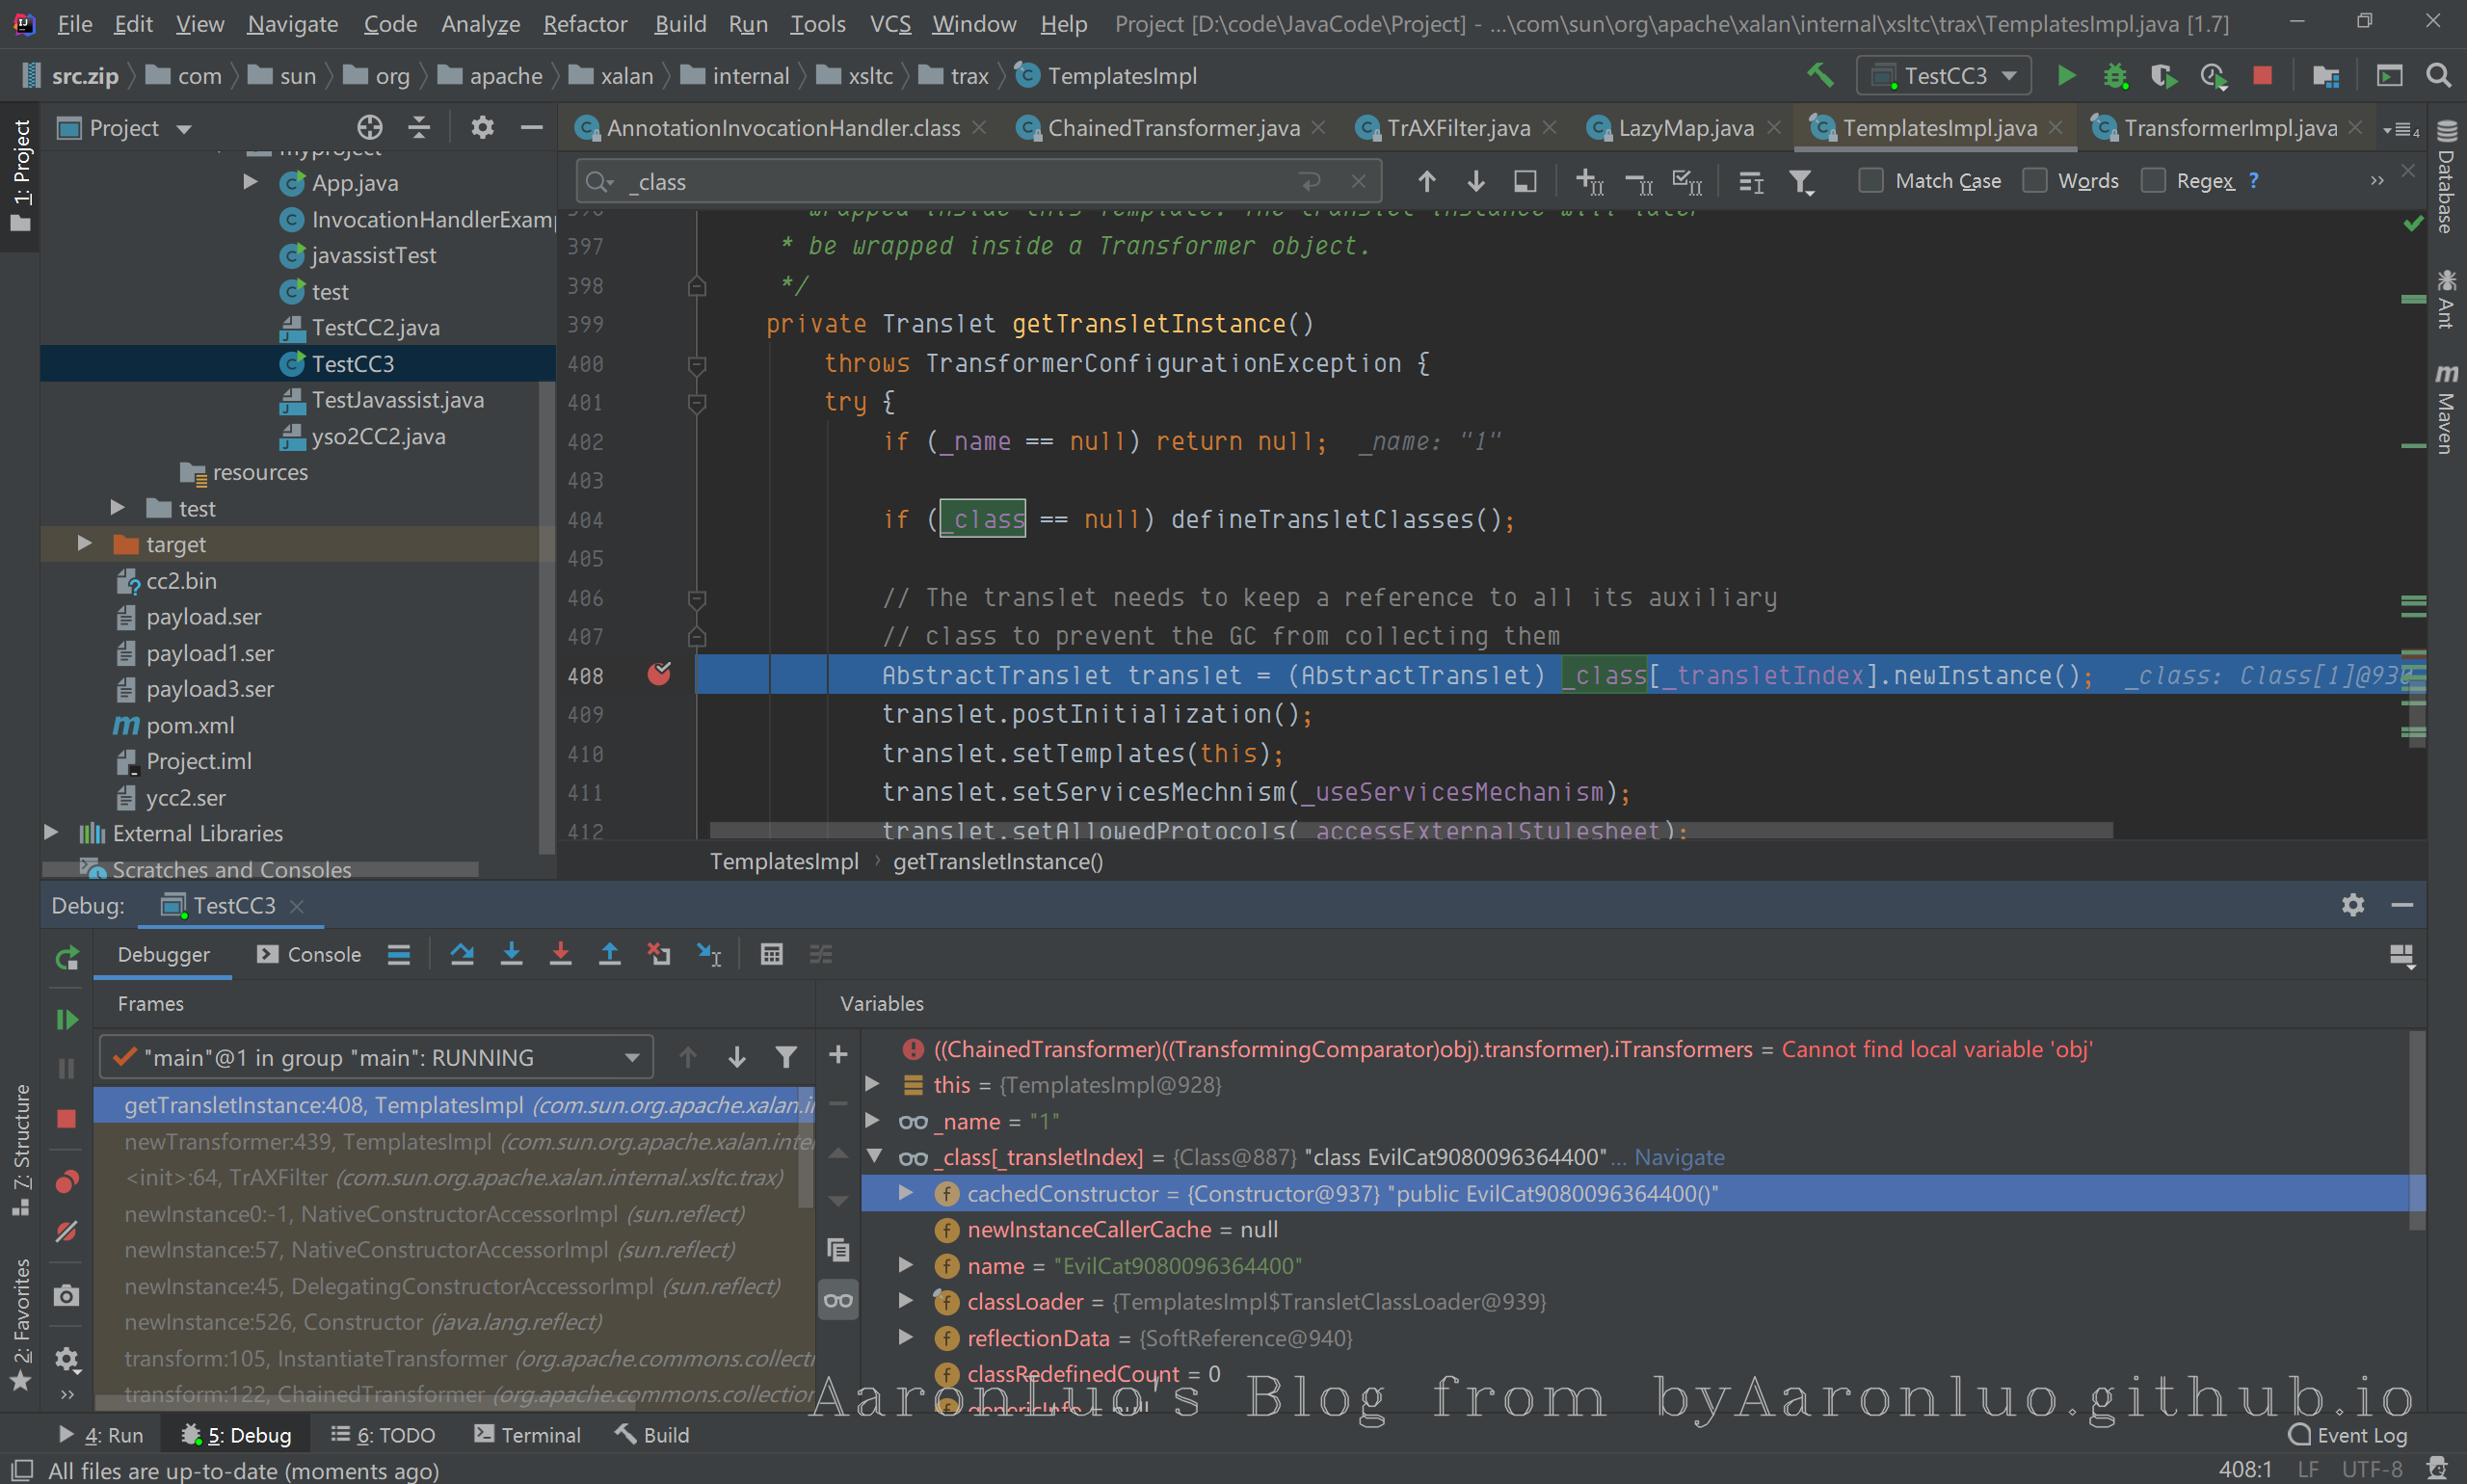 File Edit View Navigate Code Analyze Refactor Build Run Tools VCS Window Help Project [D:\code\JavaCode\Project] - ...\com\sun\org\apache\xalan\internal\xsltc\trax\TemplatesImpl.java [1.7]
src.zip com sun org apache xalan internal xsltc trax TemplatesImpl TestCC3
Project
AnnotationInvocationHandler.class ChainedTransformer.java TrAXFilter.java LazyMap.java TemplatesImpl.java TransformerImpl.java 4
_class Match Case Words Regex ? »
1: Project
7: Structure
2: Favorites
Database
Ant
Maven
myproject
App.java
InvocationHandlerExam
javassistTest
test
TestCC2.java
TestCC3
TestJavassist.java
yso2CC2.java
resources
test
target
cc2.bin
payload.ser
payload1.ser
payload3.ser
pom.xml
Project.iml
ycc2.ser
External Libraries
Scratches and Consoles
396 * wrapped inside this Template. The translet instance will later
397 * be wrapped inside a Transformer object.
398 */
399 private Translet getTransletInstance()
400 throws TransformerConfigurationException {
401 try {
402 if (_name == null) return null; _name: "1"
403
404 if (_class == null) defineTransletClasses();
405
406 // The translet needs to keep a reference to all its auxiliary
407 // class to prevent the GC from collecting them
408 AbstractTranslet translet = (AbstractTranslet) _class[_transletIndex].newInstance(); _class: Class[1]@930
409 translet.postInitialization();
410 translet.setTemplates(this);
411 translet.setServicesMechnism(_useServicesMechanism);
412 translet.setAllowedProtocols(_accessExternalStylesheet);
TemplatesImpl › getTransletInstance()
Debug: TestCC3
Debugger Console
Frames
"main"@1 in group "main": RUNNING
getTransletInstance:408, TemplatesImpl (com.sun.org.apache.xalan.i
newTransformer:439, TemplatesImpl (com.sun.org.apache.xalan.inte
<init>:64, TrAXFilter (com.sun.org.apache.xalan.internal.xsltc.trax)
newInstance0:-1, NativeConstructorAccessorImpl (sun.reflect)
newInstance:57, NativeConstructorAccessorImpl (sun.reflect)
newInstance:45, DelegatingConstructorAccessorImpl (sun.reflect)
newInstance:526, Constructor (java.lang.reflect)
transform:105, InstantiateTransformer (org.apache.commons.collecti
transform:122, ChainedTransformer (org.apache.commons.collection
Variables
((ChainedTransformer)((TransformingComparator)obj).transformer).iTransformers = Cannot find local variable 'obj'
this = {TemplatesImpl@928}
_name = "1"
_class[_transletIndex] = {Class@887} "class EvilCat9080096364400"... Navigate
cachedConstructor = {Constructor@937} "public EvilCat9080096364400()"
newInstanceCallerCache = null
name = "EvilCat9080096364400"
classLoader = {TemplatesImpl$TransletClassLoader@939}
reflectionData = {SoftReference@940}
classRedefinedCount = 0
genericInfo = null
AaronLuo's Blog from byAaronluo.github.io
4: Run 5: Debug 6: TODO Terminal Build Event Log
All files are up-to-date (moments ago) 408:1 LF UTF-8